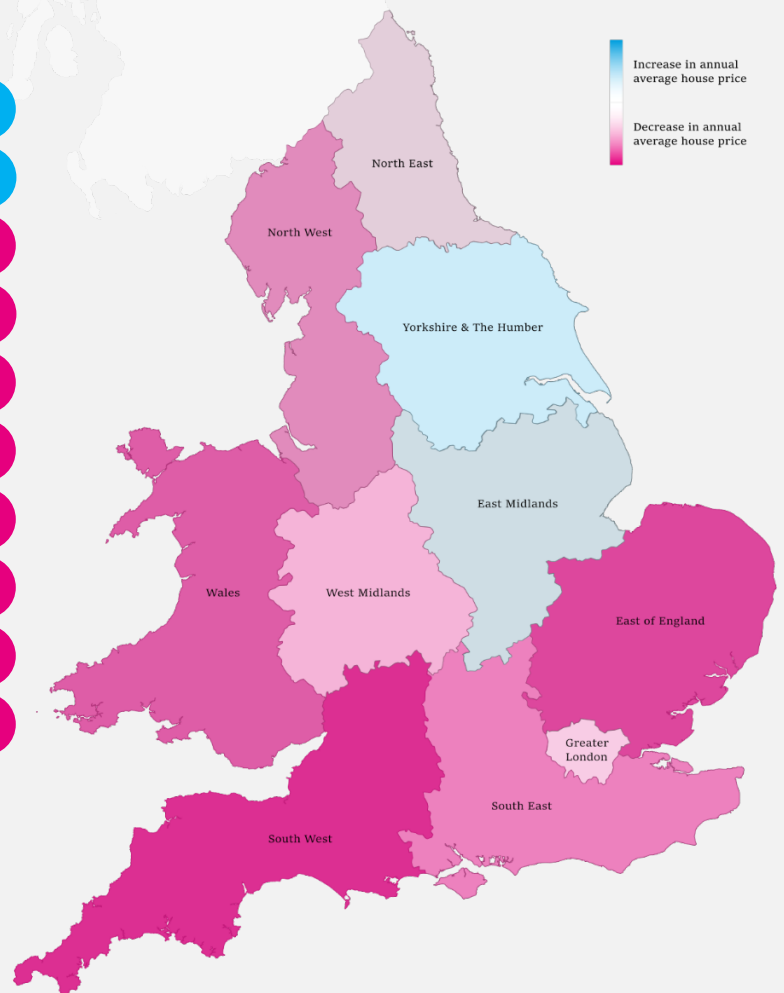 Increase in annual
average house price
Decrease in annual
average house price
North East
North West
Yorkshire & The Humber
East Midlands
Wales
West Midlands
East of England
Greater
London
South East
South West